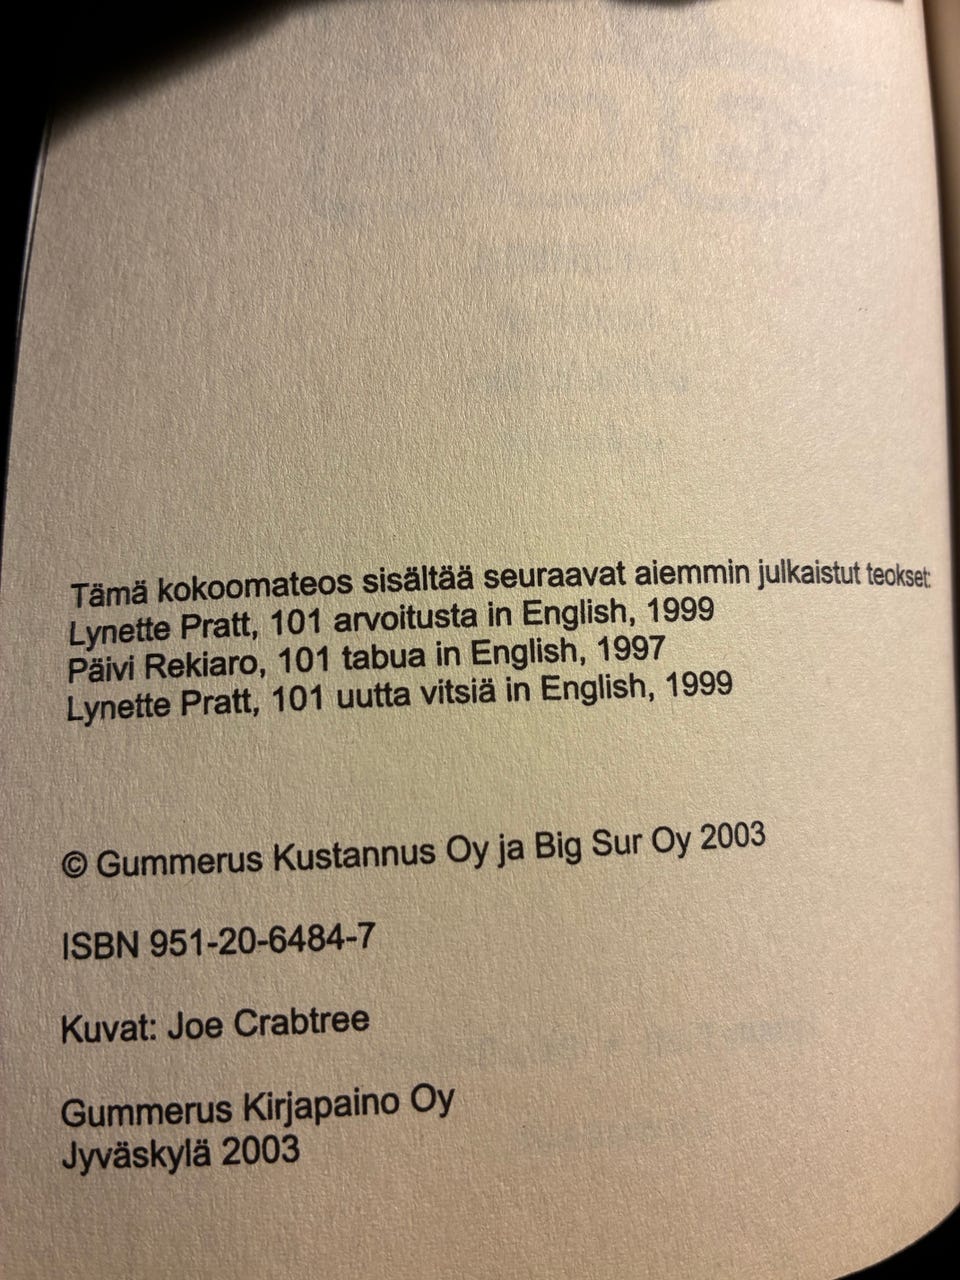 Tämä kokoomateos sisältää seuraavat aiemmin julkaistut teokset:
Lynette Pratt, 101 arvoitusta in English, 1999
Päivi Rekiaro, 101 tabua in English, 1997
Lynette Pratt, 101 uutta vitsiä in English, 1999
© Gummerus Kustannus Oy ja Big Sur Oy 2003
ISBN 951-20-6484-7
Kuvat: Joe Crabtree
Gummerus Kirjapaino Oy
Jyväskylä 2003